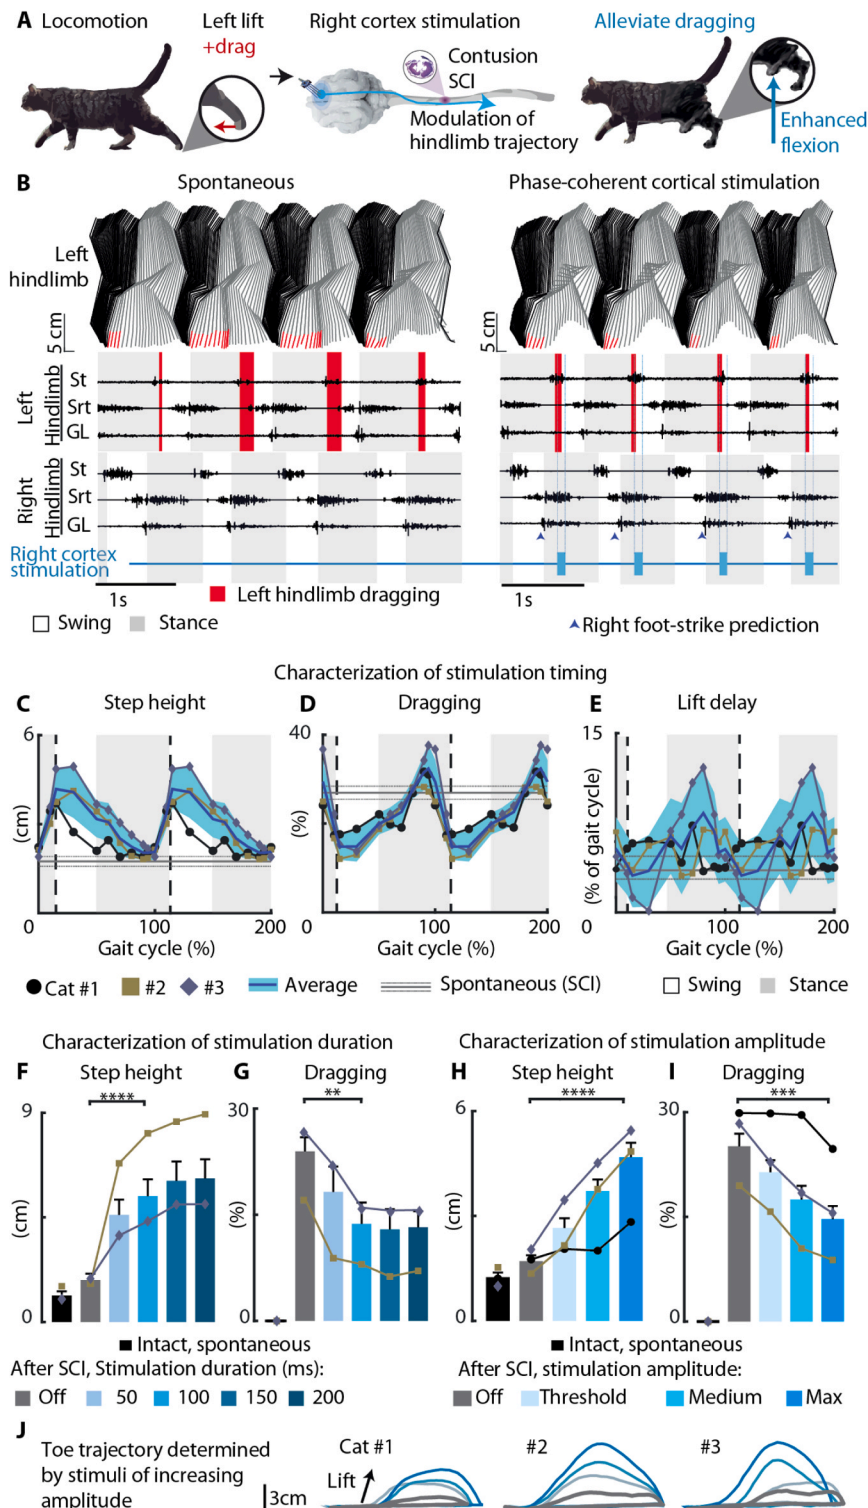 A Locomotion
Left lift
+drag
Right cortex stimulation
Contusion
SCI
Modulation of
hindlimb trajectory
Alleviate dragging
Enhanced
flexion
B
Spontaneous
Phase-coherent cortical stimulation
Left
hindlimb
5 cm
5 cm
Left
Hindlimb
St
Srt
GL
Right
Hindlimb
St
Srt
GL
Right cortex
stimulation
1s
1s
Left hindlimb dragging
Swing
Stance
Right foot-strike prediction
Characterization of stimulation timing
C Step height
6
(cm)
0
0 100 200
Gait cycle (%)
D Dragging
40
(%)
0
0 100 200
Gait cycle (%)
E Lift delay
15
(% of gait cycle)
0
0 100 200
Gait cycle (%)
Cat #1 #2 #3 Average Spontaneous (SCI)
Swing Stance
Characterization of stimulation duration
Characterization of stimulation amplitude
F Step height
****
9
(cm)
0
G Dragging
**
30
(%)
0
H Step height
****
6
(cm)
0
I Dragging
***
30
(%)
0
Intact, spontaneous
After SCI, Stimulation duration (ms):
Off 50 100 150 200
Intact, spontaneous
After SCI, stimulation amplitude:
Off Threshold Medium Max
J
Toe trajectory determined
by stimuli of increasing
amplitude
3cm
Lift
Cat #1
#2
#3